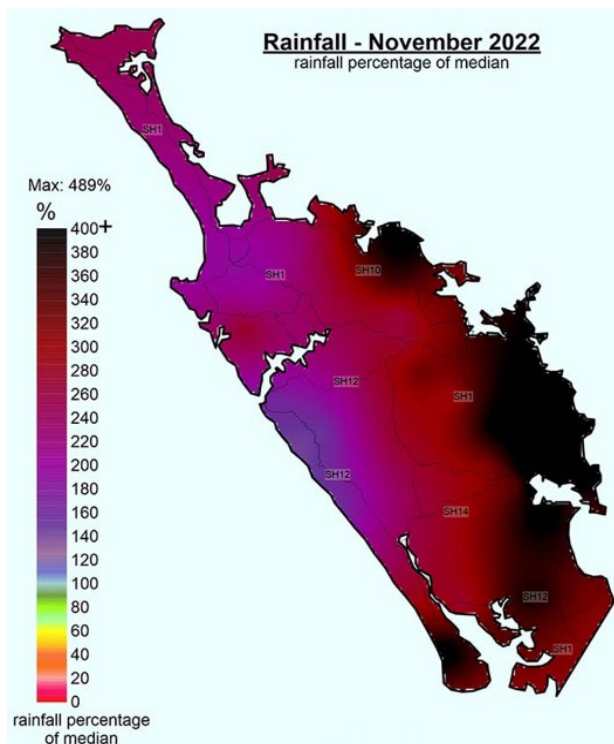 Rainfall - November 2022
rainfall percentage of median
SH1
Max: 489%
%
400+
380
360
340
320
300
280
260
240
220
200
180
160
140
120
100
80
60
40
20
0
rainfall percentage
of median
SH10
SH1
SH12
SH1
SH12
SH14
SH12
SH1